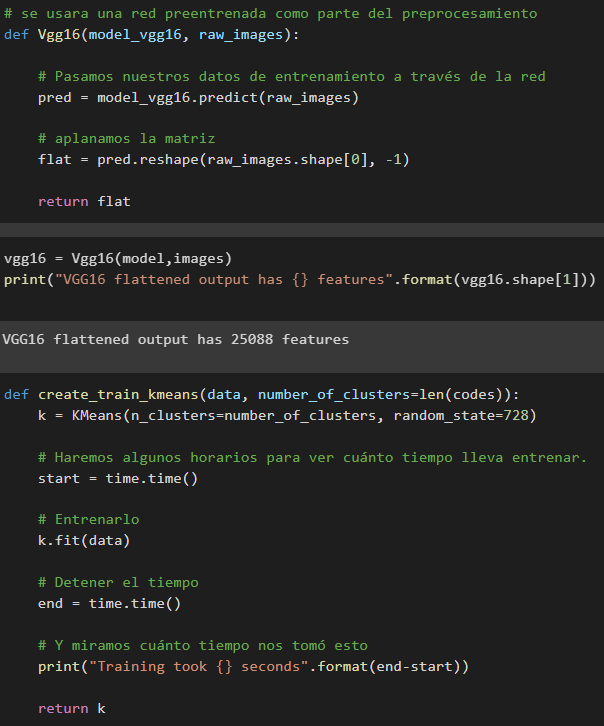 # se usara una red preentrenada como parte del preprocesamiento
def Vgg16(model_vgg16, raw_images):
    # Pasamos nuestros datos de entrenamiento a través de la red
    pred = model_vgg16.predict(raw_images)
    # aplanamos la matriz
    flat = pred.reshape(raw_images.shape[0], -1)
    return flat
vgg16 = Vgg16(model,images)
print("VGG16 flattened output has {} features".format(vgg16.shape[1]))
VGG16 flattened output has 25088 features
def create_train_kmeans(data, number_of_clusters=len(codes)):
    k = KMeans(n_clusters=number_of_clusters, random_state=728)
    # Haremos algunos horarios para ver cuánto tiempo lleva entrenar.
    start = time.time()
    # Entrenarlo
    k.fit(data)
    # Detener el tiempo
    end = time.time()
    # Y miramos cuánto tiempo nos tomó esto
    print("Training took {} seconds".format(end-start))
    return k